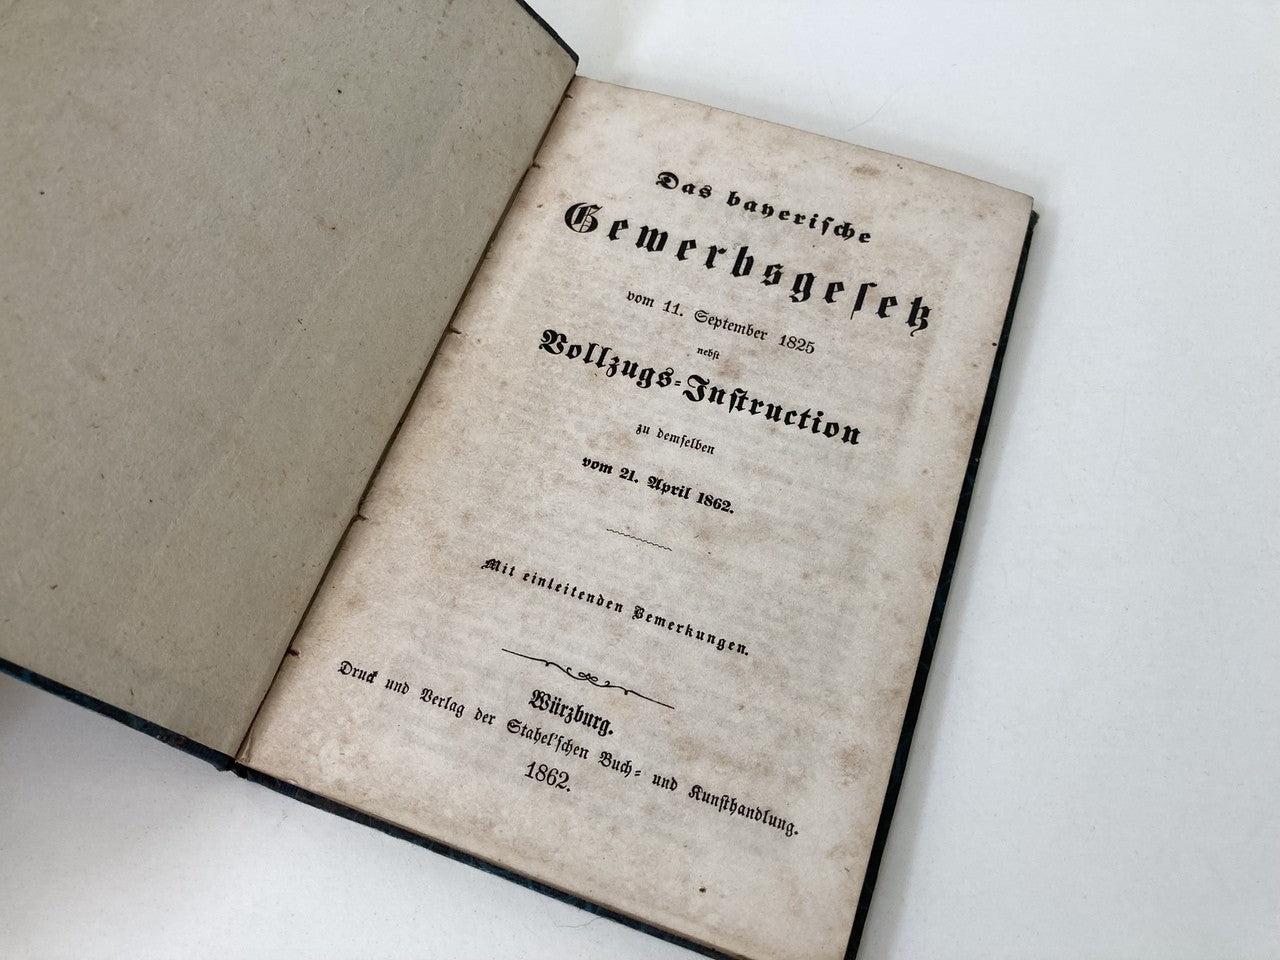 Das bayerische
Gewerbsgesetz
vom 11. September 1825
nebst
Vollzugs-Instruction
zu demselben
vom 21. April 1862.
Mit einleitenden Bemerkungen.
Würzburg.
Druck und Verlag der Stahel'schen Buch- und Kunsthandlung.
1862.